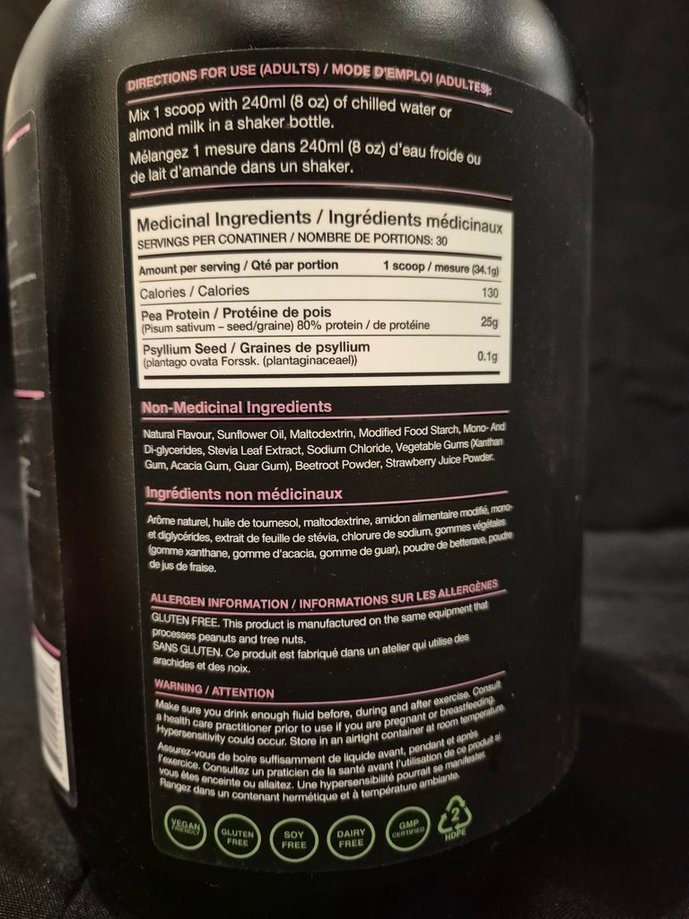 DIRECTIONS FOR USE (ADULTS) / MODE D'EMPLOI (ADULTES):
Mix 1 scoop with 240ml (8 oz) of chilled water or
almond milk in a shaker bottle.
Mélangez 1 mesure dans 240ml (8 oz) d'eau froide ou
de lait d'amande dans un shaker.
Medicinal Ingredients / Ingrédients médicinaux
SERVINGS PER CONATINER / NOMBRE DE PORTIONS: 30
Amount per serving / Qté par portion 1 scoop / mesure (34.1g)
Calories / Calories 130
Pea Protein / Protéine de pois
(Pisum sativum – seed/graine) 80% protein / de protéine 25g
Psyllium Seed / Graines de psyllium
(plantago ovata Forssk. (plantaginaceael)) 0.1g
Non-Medicinal Ingredients
Natural Flavour, Sunflower Oil, Maltodextrin, Modified Food Starch, Mono- And
Di-glycerides, Stevia Leaf Extract, Sodium Chloride, Vegetable Gums (Xanthan
Gum, Acacia Gum, Guar Gum), Beetroot Powder, Strawberry Juice Powder.
Ingrédients non médicinaux
Arôme naturel, huile de tournesol, maltodextrine, amidon alimentaire modifié, mono-
et diglycérides, extrait de feuille de stévia, chlorure de sodium, gommes végétales
(gomme xanthane, gomme d'acacia, gomme de guar), poudre de betterave, poudre
de jus de fraise.
ALLERGEN INFORMATION / INFORMATIONS SUR LES ALLERGÈNES
GLUTEN FREE. This product is manufactured on the same equipment that
processes peanuts and tree nuts.
SANS GLUTEN. Ce produit est fabriqué dans un atelier qui utilise des
arachides et des noix.
WARNING / ATTENTION
Make sure you drink enough fluid before, during and after exercise. Consult
a health care practitioner prior to use if you are pregnant or breastfeeding.
Hypersensitivity could occur. Store in an airtight container at room temperature.
Assurez-vous de boire suffisamment de liquide avant, pendant et après
l'exercice. Consultez un praticien de la santé avant l'utilisation de ce produit si
vous êtes enceinte ou allaitez. Une hypersensibilité pourrait se manifester.
Rangez dans un contenant hermétique et à température ambiante.
VEGAN FRIENDLY
GLUTEN FREE
SOY FREE
DAIRY FREE
GMP CERTIFIED
2 HDPE